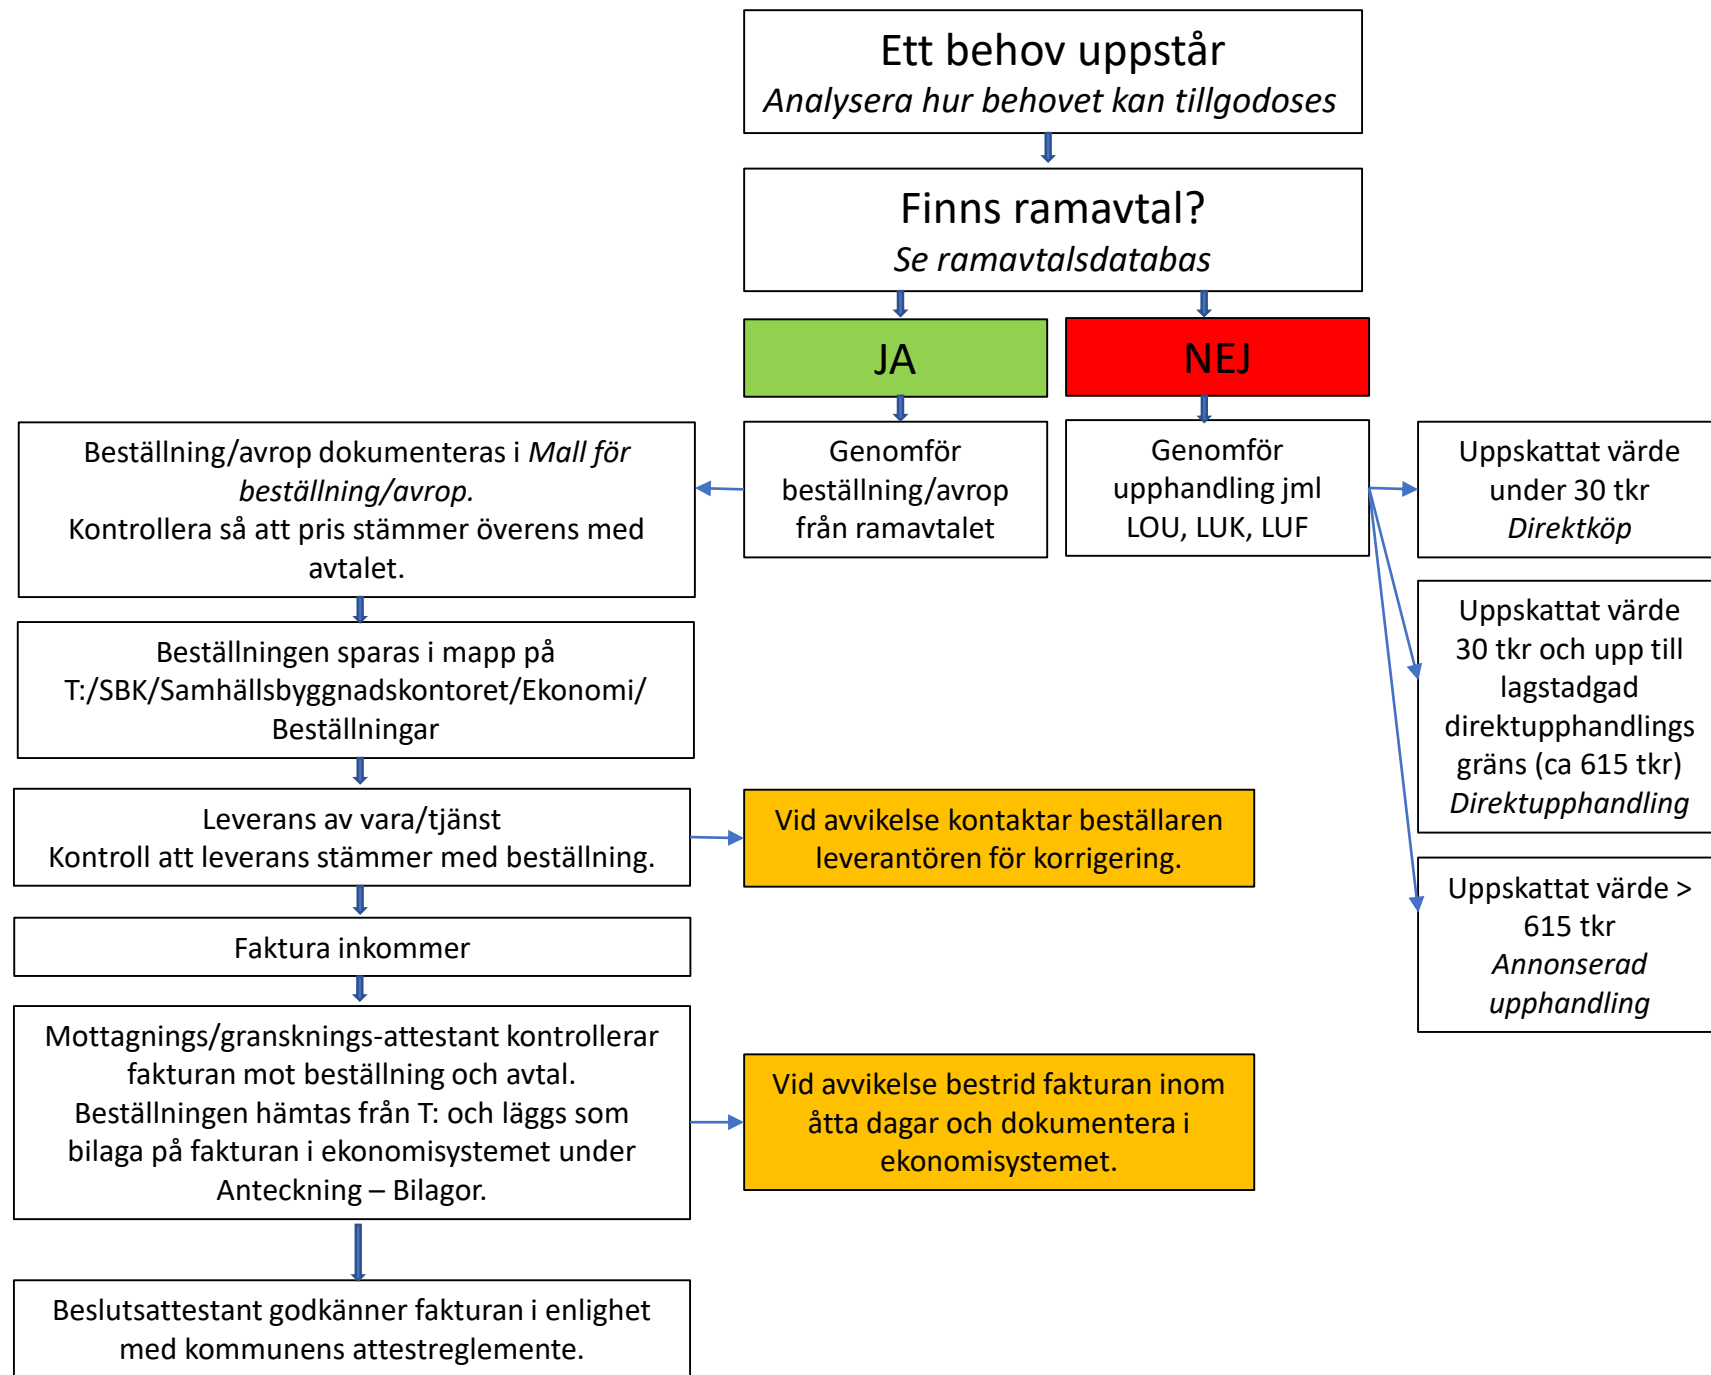 Ett behov uppstår
Analysera hur behovet kan tillgodoses
Finns ramavtal?
Se ramavtalsdatabas
JA
NEJ
Genomför
beställning/avrop
från ramavtalet
Genomför
upphandling jml
LOU, LUK, LUF
Uppskattat värde
under 30 tkr
Direktköp
Uppskattat värde
30 tkr och upp till
lagstadgad
direktupphandlings
gräns (ca 615 tkr)
Direktupphandling
Uppskattat värde >
615 tkr
Annonserad
upphandling
Beställning/avrop dokumenteras i Mall för
beställning/avrop.
Kontrollera så att pris stämmer överens med
avtalet.
Beställningen sparas i mapp på
T:/SBK/Samhällsbyggnadskontoret/Ekonomi/
Beställningar
Leverans av vara/tjänst
Kontroll att leverans stämmer med beställning.
Vid avvikelse kontaktar beställaren
leverantören för korrigering.
Faktura inkommer
Mottagnings/gransknings-attestant kontrollerar
fakturan mot beställning och avtal.
Beställningen hämtas från T: och läggs som
bilaga på fakturan i ekonomisystemet under
Anteckning – Bilagor.
Vid avvikelse bestrid fakturan inom
åtta dagar och dokumentera i
ekonomisystemet.
Beslutsattestant godkänner fakturan i enlighet
med kommunens attestreglemente.